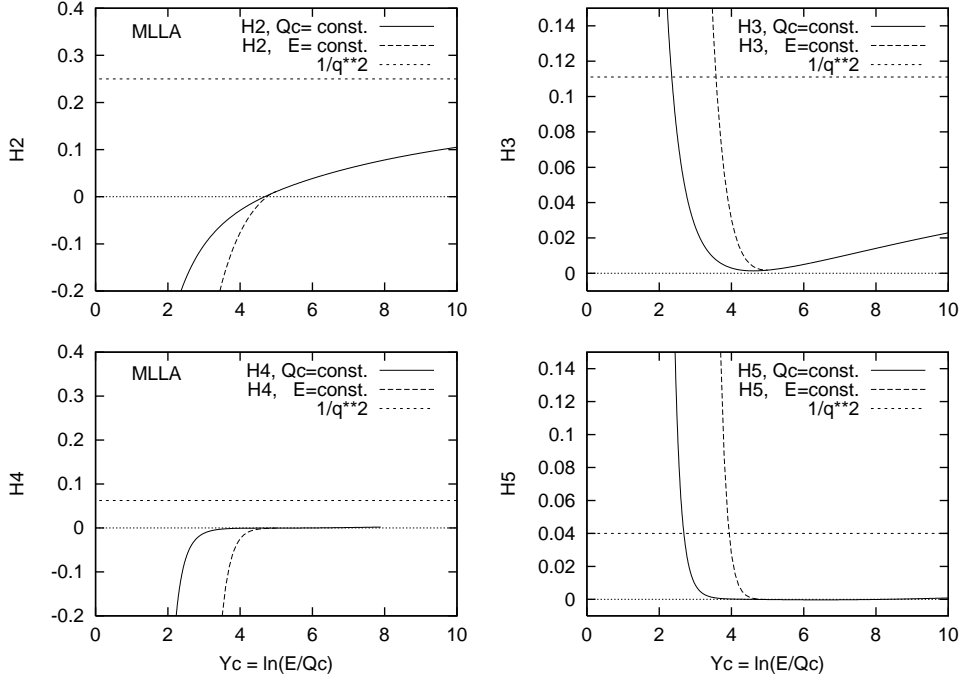 0.4
0.3
0.2
0.1
0
-0.1
-0.2
H2
MLLA
H2, Qc= const.
H2, E= const.
1/q**2
0 2 4 6 8 10
0.14
0.12
0.1
0.08
0.06
0.04
0.02
0
H3
H3, Qc=const.
H3, E=const.
1/q**2
0 2 4 6 8 10
0.4
0.3
0.2
0.1
0
-0.1
-0.2
H4
MLLA
H4, Qc=const.
H4, E=const.
1/q**2
0 2 4 6 8 10
Yc = ln(E/Qc)
0.14
0.12
0.1
0.08
0.06
0.04
0.02
0
H5
H5, Qc=const.
H5, E=const.
1/q**2
0 2 4 6 8 10
Yc = ln(E/Qc)